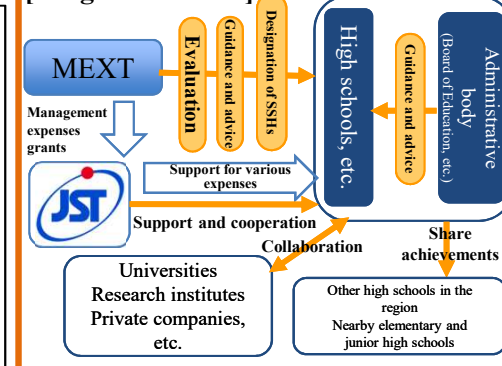 MEXT
Evaluation
Guidance and advice
Designation of SSHs
High schools, etc.
Guidance and advice
Administrative
body
(Board of Education, etc.)
Management
expenses
grants
JST
Support for various
expenses
Support and cooperation
Collaboration
Share
achievements
Universities
Research institutes
Private companies,
etc.
Other high schools in the
region
Nearby elementary and
junior high schools